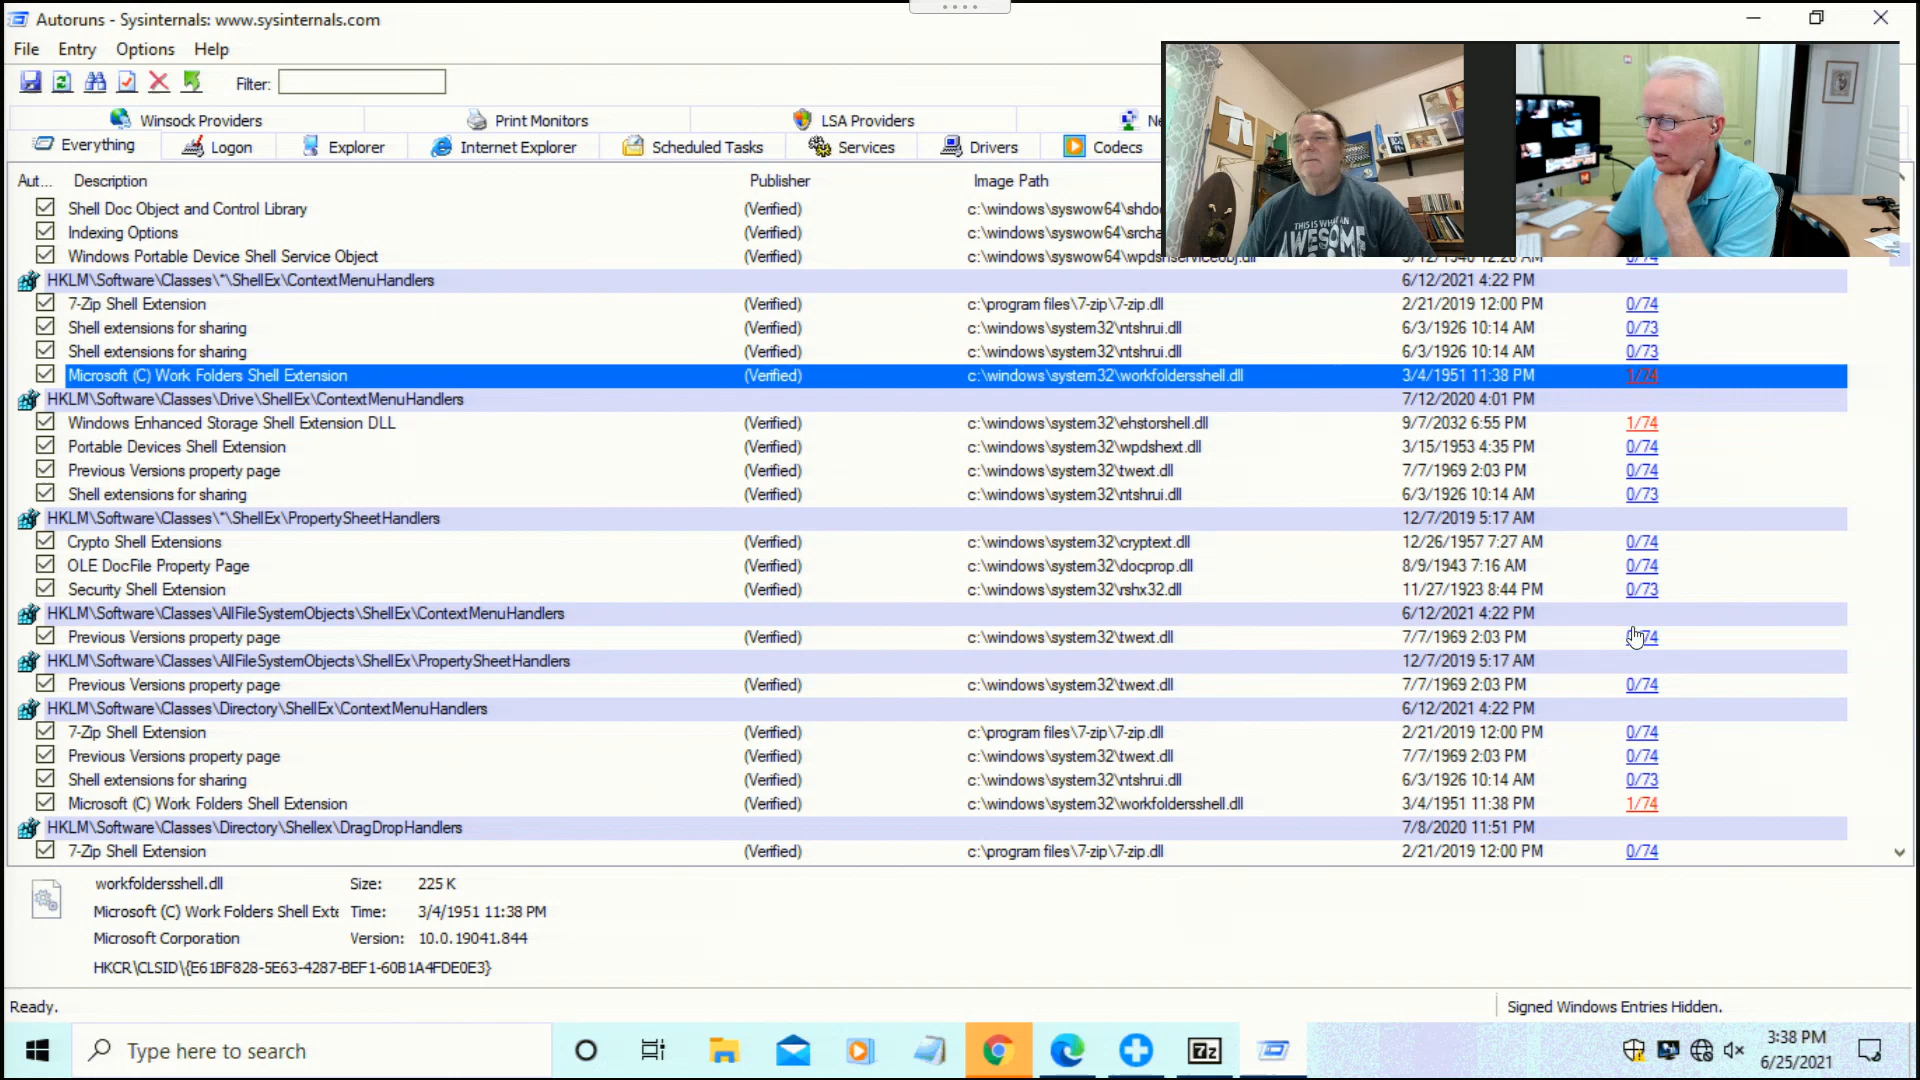 Autoruns - Sysinternals: www.sysinternals.com
File Entry Options Help
Filter:
Winsock Providers Print Monitors LSA Providers Ne
Everything Logon Explorer Internet Explorer Scheduled Tasks Services Drivers Codecs
Aut... Description Publisher Image Path
Shell Doc Object and Control Library (Verified) c:\windows\syswow64\shdo
Indexing Options (Verified) c:\windows\syswow64\srcha
Windows Portable Device Shell Service Object (Verified)
HKLM\Software\Classes\*\ShellEx\ContextMenuHandlers 6/12/2021 4:22 PM
7-Zip Shell Extension (Verified) c:\program files\7-zip\7-zip.dll 2/21/2019 12:00 PM 0/74
Shell extensions for sharing (Verified) c:\windows\system32\ntshrui.dll 6/3/1926 10:14 AM 0/73
Shell extensions for sharing (Verified) c:\windows\system32\ntshrui.dll 6/3/1926 10:14 AM 0/73
Microsoft (C) Work Folders Shell Extension (Verified) c:\windows\system32\workfoldersshell.dll 3/4/1951 11:38 PM 1/74
HKLM\Software\Classes\Drive\ShellEx\ContextMenuHandlers 7/12/2020 4:01 PM
Windows Enhanced Storage Shell Extension DLL (Verified) c:\windows\system32\ehstorshell.dll 9/7/2032 6:55 PM 1/74
Portable Devices Shell Extension (Verified) c:\windows\system32\wpdshext.dll 3/15/1953 4:35 PM 0/74
Previous Versions property page (Verified) c:\windows\system32\twext.dll 7/7/1969 2:03 PM 0/74
Shell extensions for sharing (Verified) c:\windows\system32\ntshrui.dll 6/3/1926 10:14 AM 0/73
HKLM\Software\Classes\*\ShellEx\PropertySheetHandlers 12/7/2019 5:17 AM
Crypto Shell Extensions (Verified) c:\windows\system32\cryptext.dll 12/26/1957 7:27 AM 0/74
OLE DocFile Property Page (Verified) c:\windows\system32\docprop.dll 8/9/1943 7:16 AM 0/74
Security Shell Extension (Verified) c:\windows\system32\rshx32.dll 11/27/1923 8:44 PM 0/73
HKLM\Software\Classes\AllFileSystemObjects\ShellEx\ContextMenuHandlers 6/12/2021 4:22 PM
Previous Versions property page (Verified) c:\windows\system32\twext.dll 7/7/1969 2:03 PM 0/74
HKLM\Software\Classes\AllFileSystemObjects\ShellEx\PropertySheetHandlers 12/7/2019 5:17 AM
Previous Versions property page (Verified) c:\windows\system32\twext.dll 7/7/1969 2:03 PM 0/74
HKLM\Software\Classes\Directory\ShellEx\ContextMenuHandlers 6/12/2021 4:22 PM
7-Zip Shell Extension (Verified) c:\program files\7-zip\7-zip.dll 2/21/2019 12:00 PM 0/74
Previous Versions property page (Verified) c:\windows\system32\twext.dll 7/7/1969 2:03 PM 0/74
Shell extensions for sharing (Verified) c:\windows\system32\ntshrui.dll 6/3/1926 10:14 AM 0/73
Microsoft (C) Work Folders Shell Extension (Verified) c:\windows\system32\workfoldersshell.dll 3/4/1951 11:38 PM 1/74
HKLM\Software\Classes\Directory\Shellex\DragDropHandlers 7/8/2020 11:51 PM
7-Zip Shell Extension (Verified) c:\program files\7-zip\7-zip.dll 2/21/2019 12:00 PM 0/74
workfoldersshell.dll Size: 225 K
Microsoft (C) Work Folders Shell Exte Time: 3/4/1951 11:38 PM
Microsoft Corporation Version: 10.0.19041.844
HKCR\CLSID\{E61BF828-5E63-4287-BEF1-60B1A4FDE0E3}
Ready. Signed Windows Entries Hidden.
Type here to search
7z
3:38 PM
6/25/2021
THIS IS WHAT AN
AWESOME